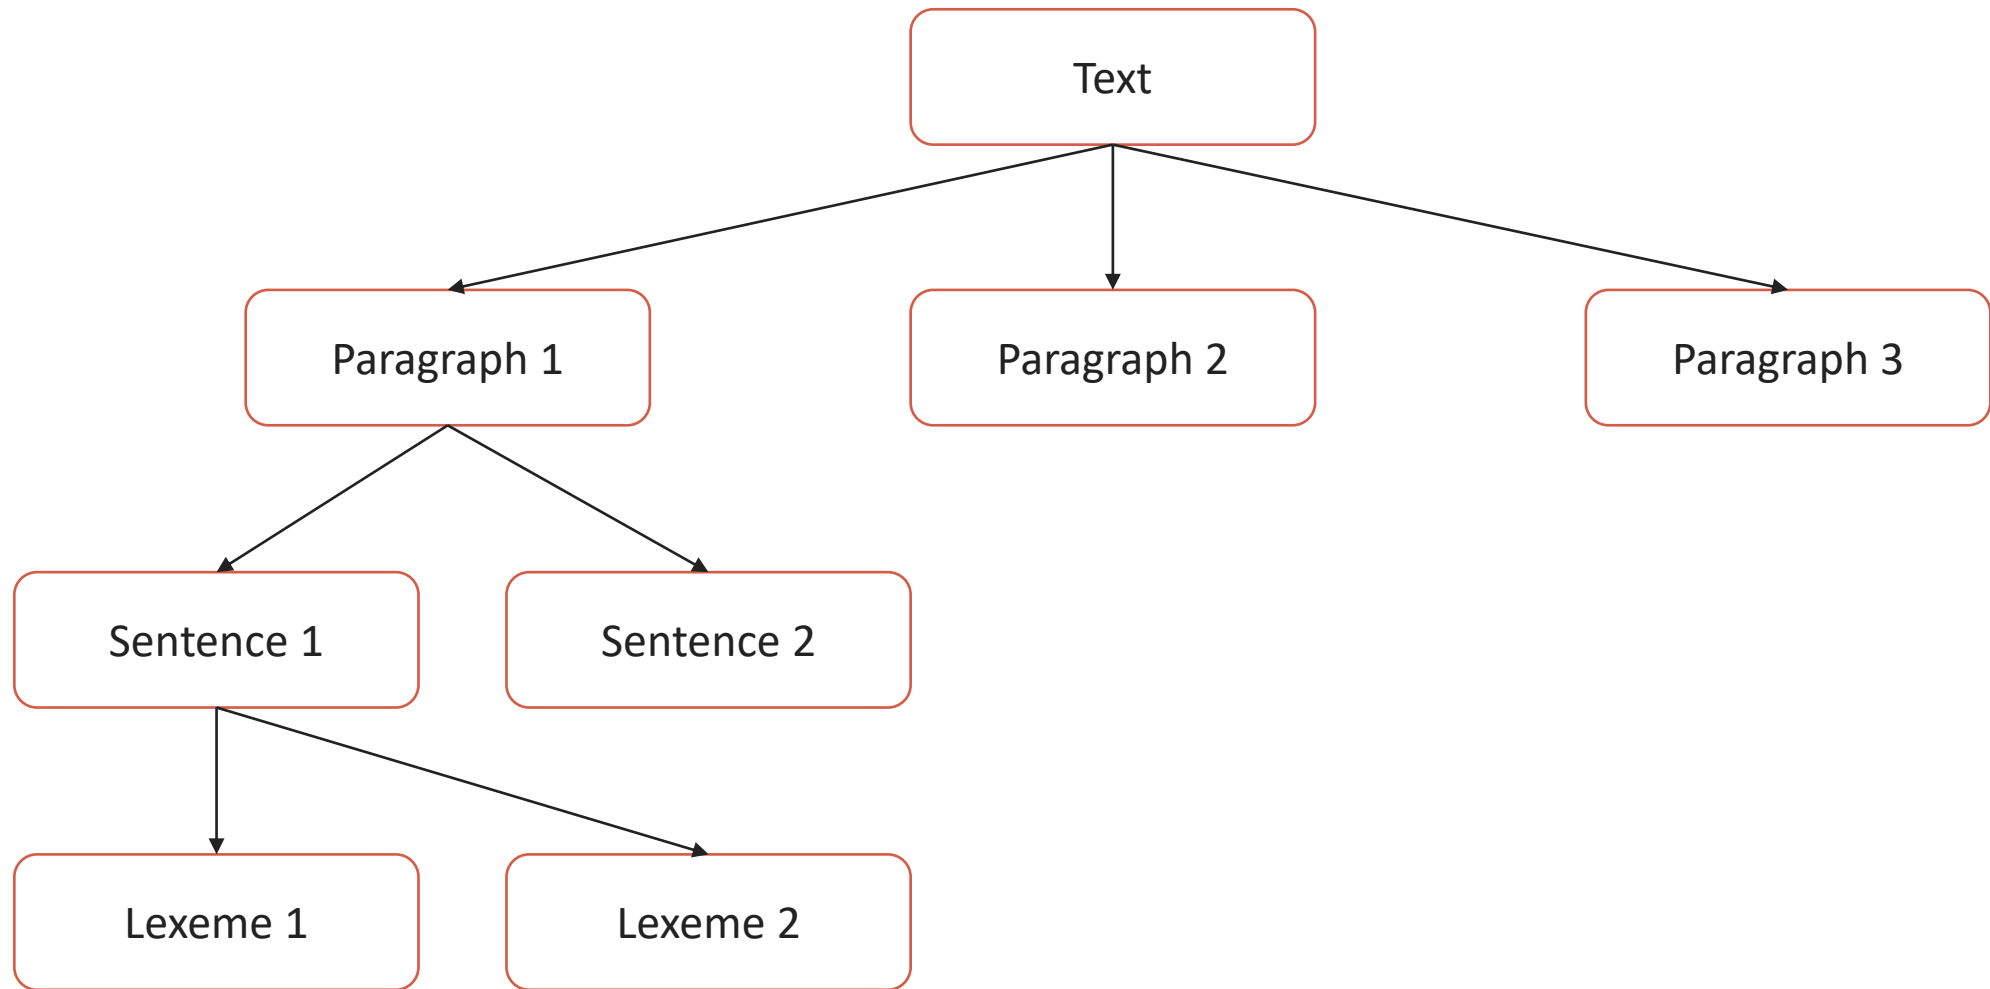 Text
Paragraph 1
Paragraph 2
Paragraph 3
Sentence 1
Sentence 2
Lexeme 1
Lexeme 2